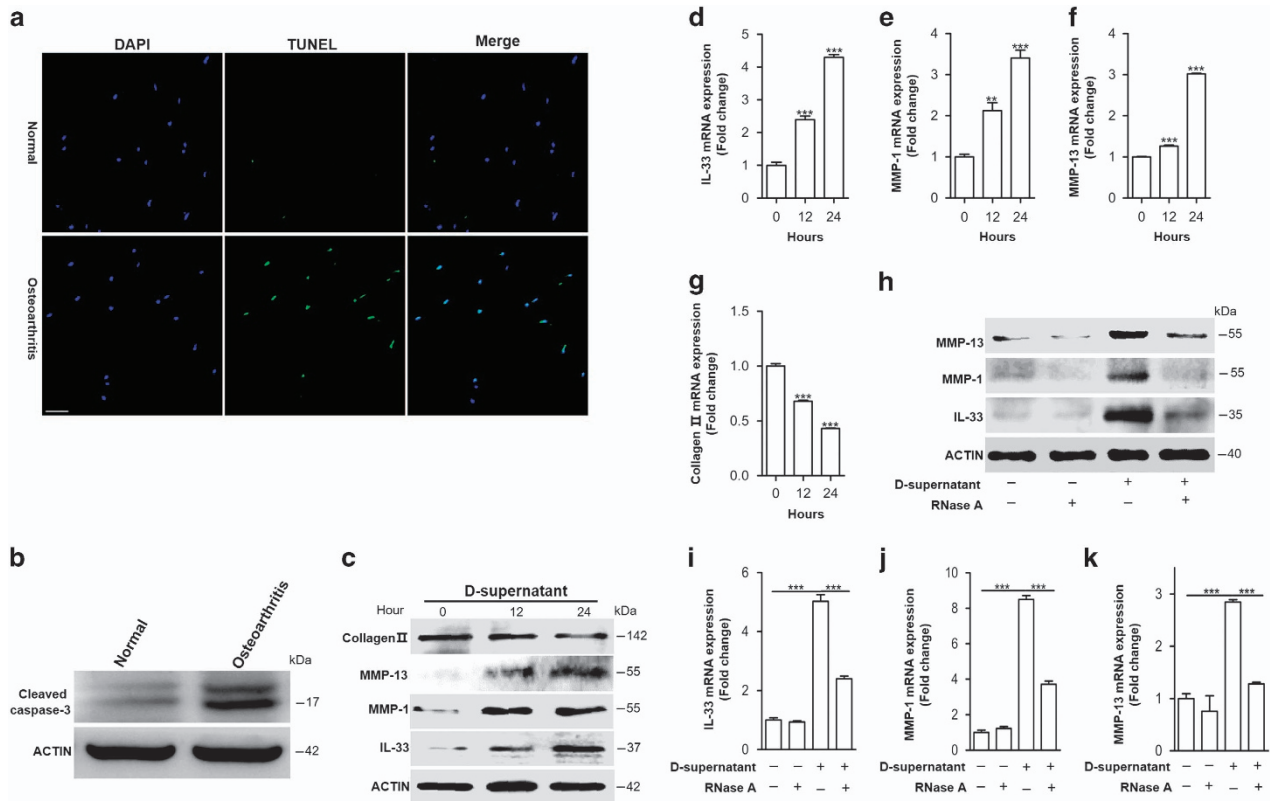 a
DAPI TUNEL Merge
Normal
Osteoarthritis
b
Normal Osteoarthritis
kDa
Cleaved
caspase-3
–17
ACTIN –42
c
D-supernatant
Hour 0 12 24 kDa
Collagen II –142
MMP-13 –55
MMP-1 –55
IL-33 –37
ACTIN –42
d
IL-33 mRNA expression
(Fold change)
5
4
3
2
1
0
*** ***
0 12 24
Hours
e
MMP-1 mRNA expression
(Fold change)
4
3
2
1
0
** ***
0 12 24
Hours
f
MMP-13 mRNA expression
(Fold change)
4
3
2
1
0
*** ***
0 12 24
Hours
g
Collagen II mRNA expression
(Fold change)
1.5
1.0
0.5
0.0
*** ***
0 12 24
Hours
h
kDa
MMP-13 –55
MMP-1 –55
IL-33 –35
ACTIN –40
D-supernatant – – + +
RNase A – + – +
i
IL-33 mRNA expression
(Fold change)
6
4
2
0
*** ***
D-supernatant – – + +
RNase A – + – +
j
MMP-1 mRNA expression
(Fold change)
10
8
6
4
2
0
*** ***
– – + +
– + – +
k
MMP-13 mRNA expression
(Fold change)
3
2
1
0
*** ***
– – + +
– + – +